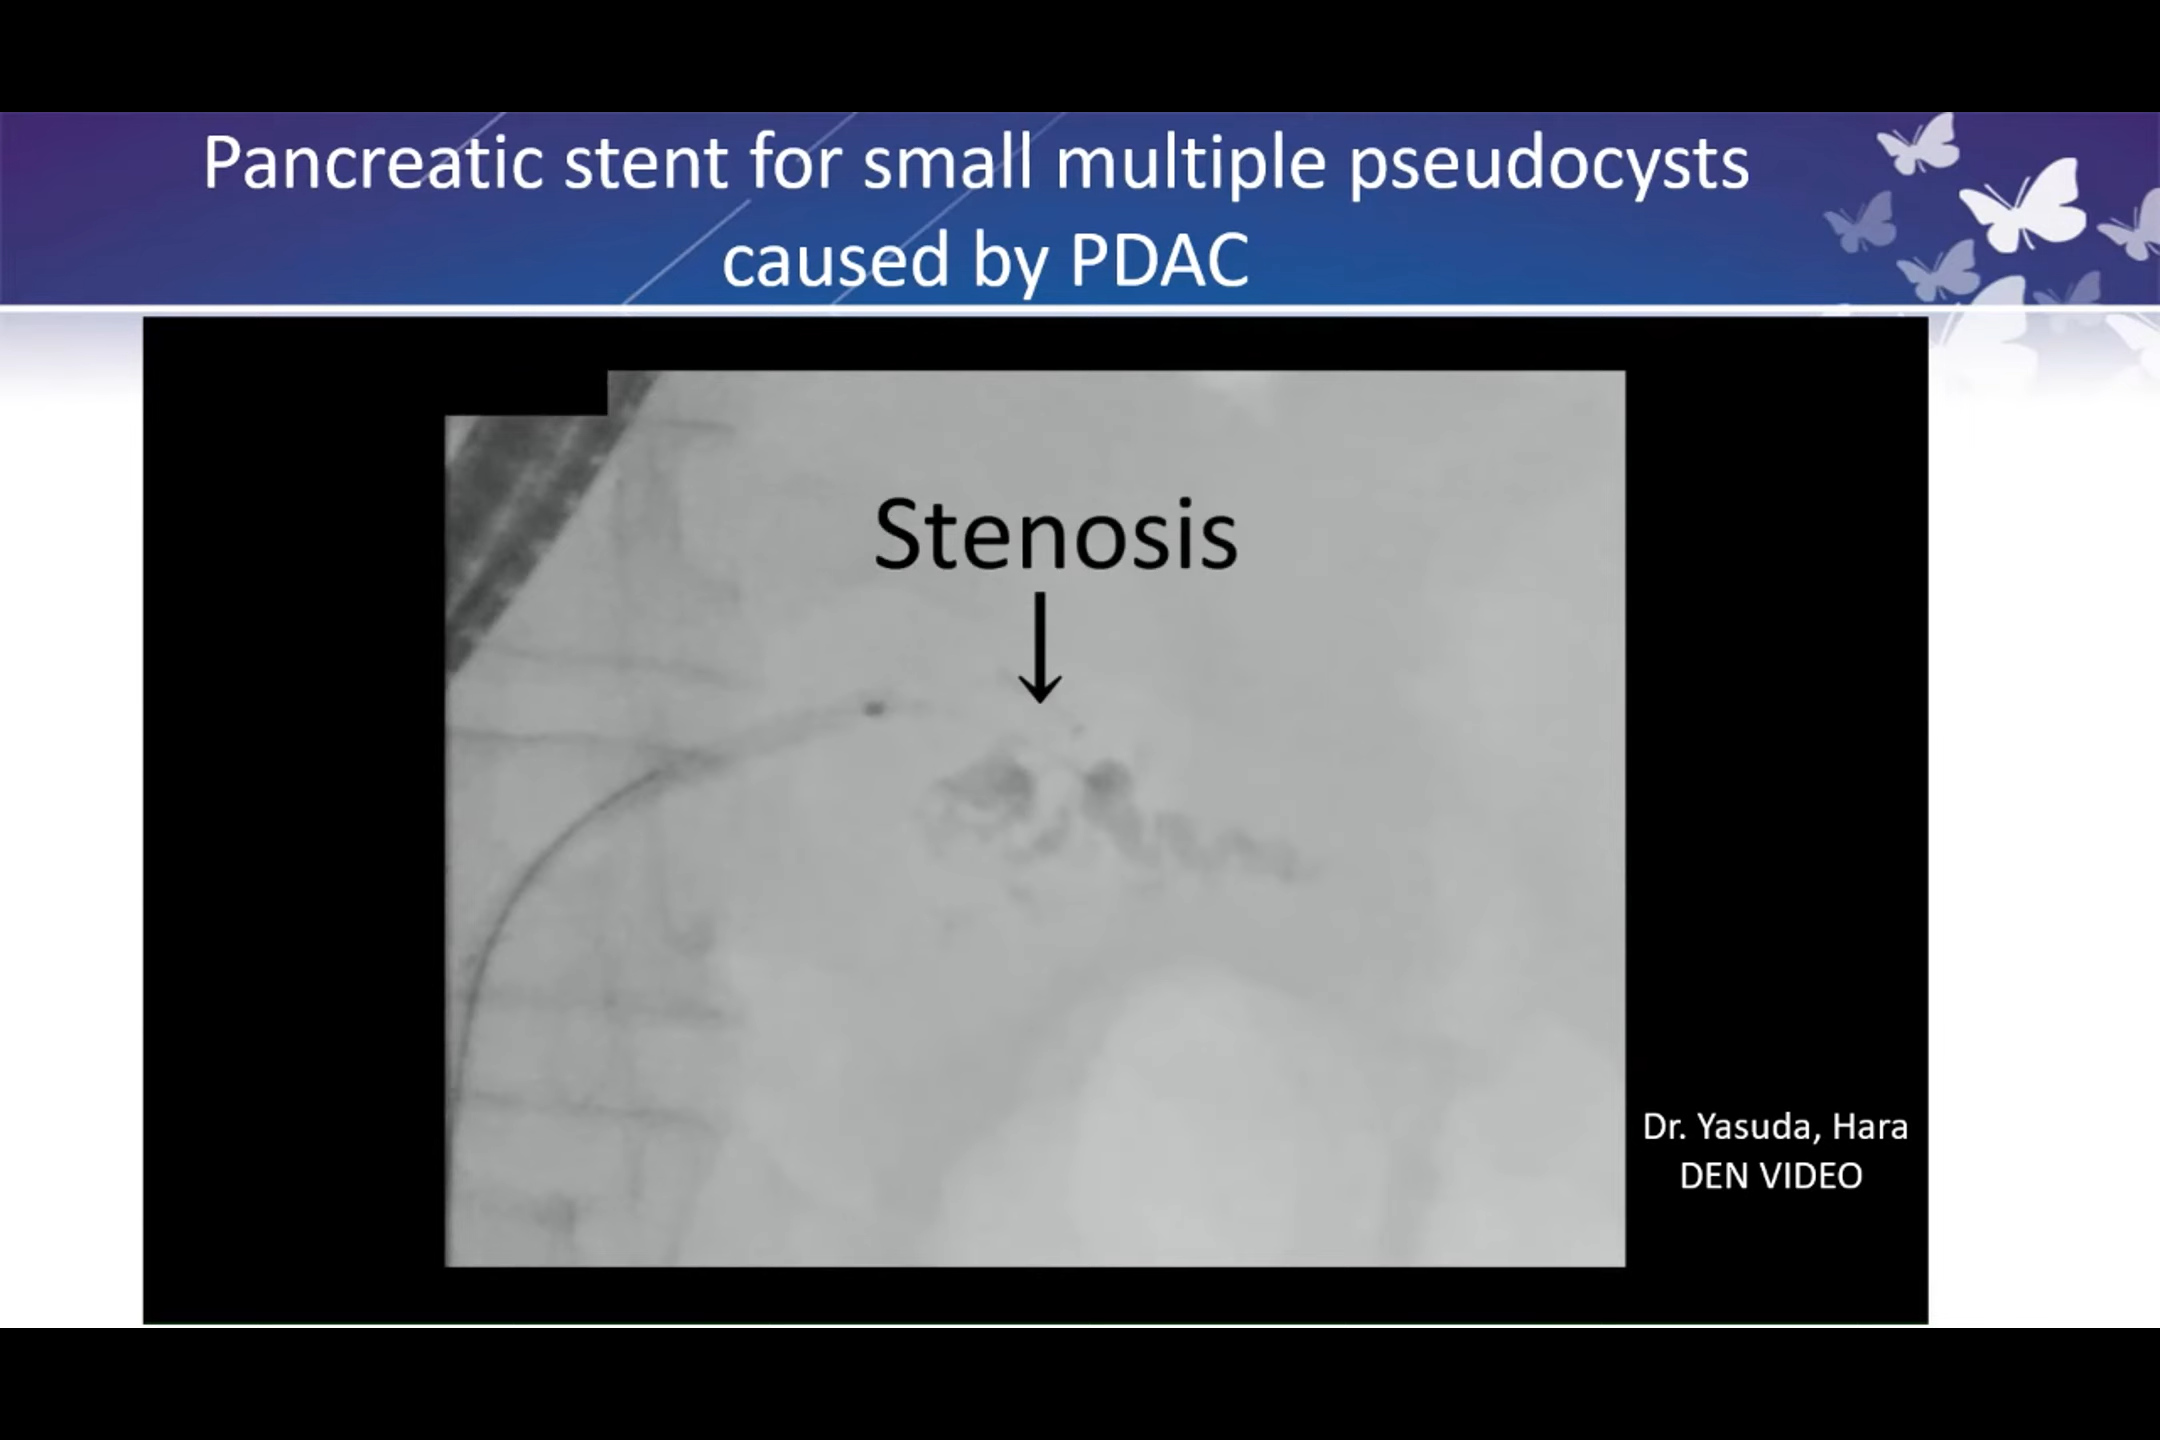 Pancreatic stent for small multiple pseudocysts
caused by PDAC
Stenosis
Dr. Yasuda, Hara
DEN VIDEO